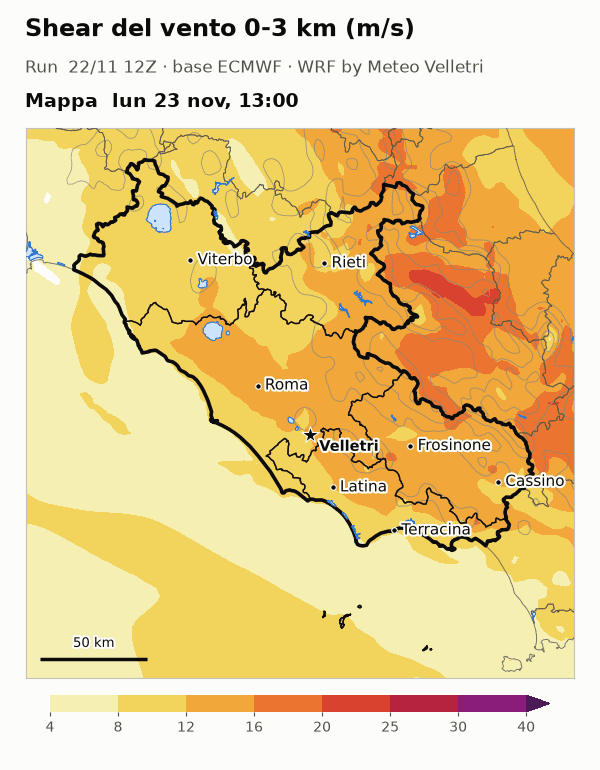 Shear del vento 0-3 km (m/s)
Run  22/11 12Z · base ECMWF · WRF by Meteo Velletri
Mappa  lun 23 nov, 13:00
Viterbo
Rieti
Roma
Velletri
Frosinone
Latina
Cassino
Terracina
50 km
4 8 12 16 20 25 30 40